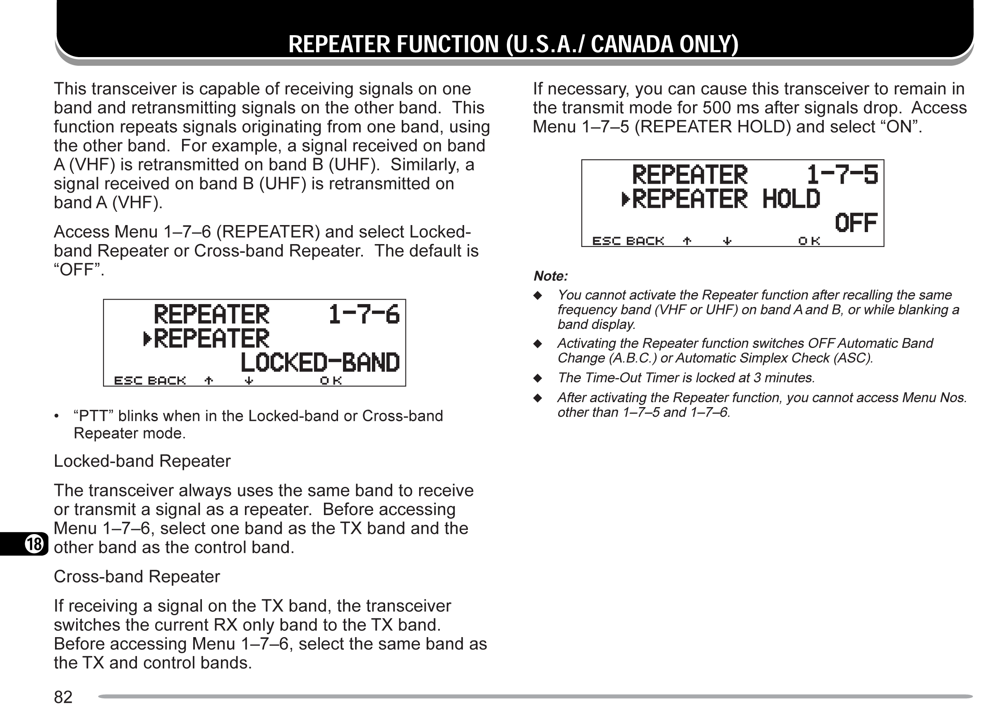 REPEATER FUNCTION (U.S.A./ CANADA ONLY)
This transceiver is capable of receiving signals on one
band and retransmitting signals on the other band.  This
function repeats signals originating from one band, using
the other band.  For example, a signal received on band
A (VHF) is retransmitted on band B (UHF).  Similarly, a
signal received on band B (UHF) is retransmitted on
band A (VHF).
Access Menu 1–7–6 (REPEATER) and select Locked-
band Repeater or Cross-band Repeater.  The default is
“OFF”.
REPEATER 1-7-6
REPEATER
LOCKED-BAND
ESC BACK ↑ ↓ OK
• “PTT” blinks when in the Locked-band or Cross-band
Repeater mode.
Locked-band Repeater
The transceiver always uses the same band to receive
or transmit a signal as a repeater.  Before accessing
Menu 1–7–6, select one band as the TX band and the
other band as the control band.
Cross-band Repeater
If receiving a signal on the TX band, the transceiver
switches the current RX only band to the TX band.
Before accessing Menu 1–7–6, select the same band as
the TX and control bands.
If necessary, you can cause this transceiver to remain in
the transmit mode for 500 ms after signals drop.  Access
Menu 1–7–5 (REPEATER HOLD) and select “ON”.
REPEATER 1-7-5
REPEATER HOLD
OFF
ESC BACK ↑ ↓ OK
Note:
◆ You cannot activate the Repeater function after recalling the same
frequency band (VHF or UHF) on band A and B, or while blanking a
band display.
◆ Activating the Repeater function switches OFF Automatic Band
Change (A.B.C.) or Automatic Simplex Check (ASC).
◆ The Time-Out Timer is locked at 3 minutes.
◆ After activating the Repeater function, you cannot access Menu Nos.
other than 1–7–5 and 1–7–6.
18
82